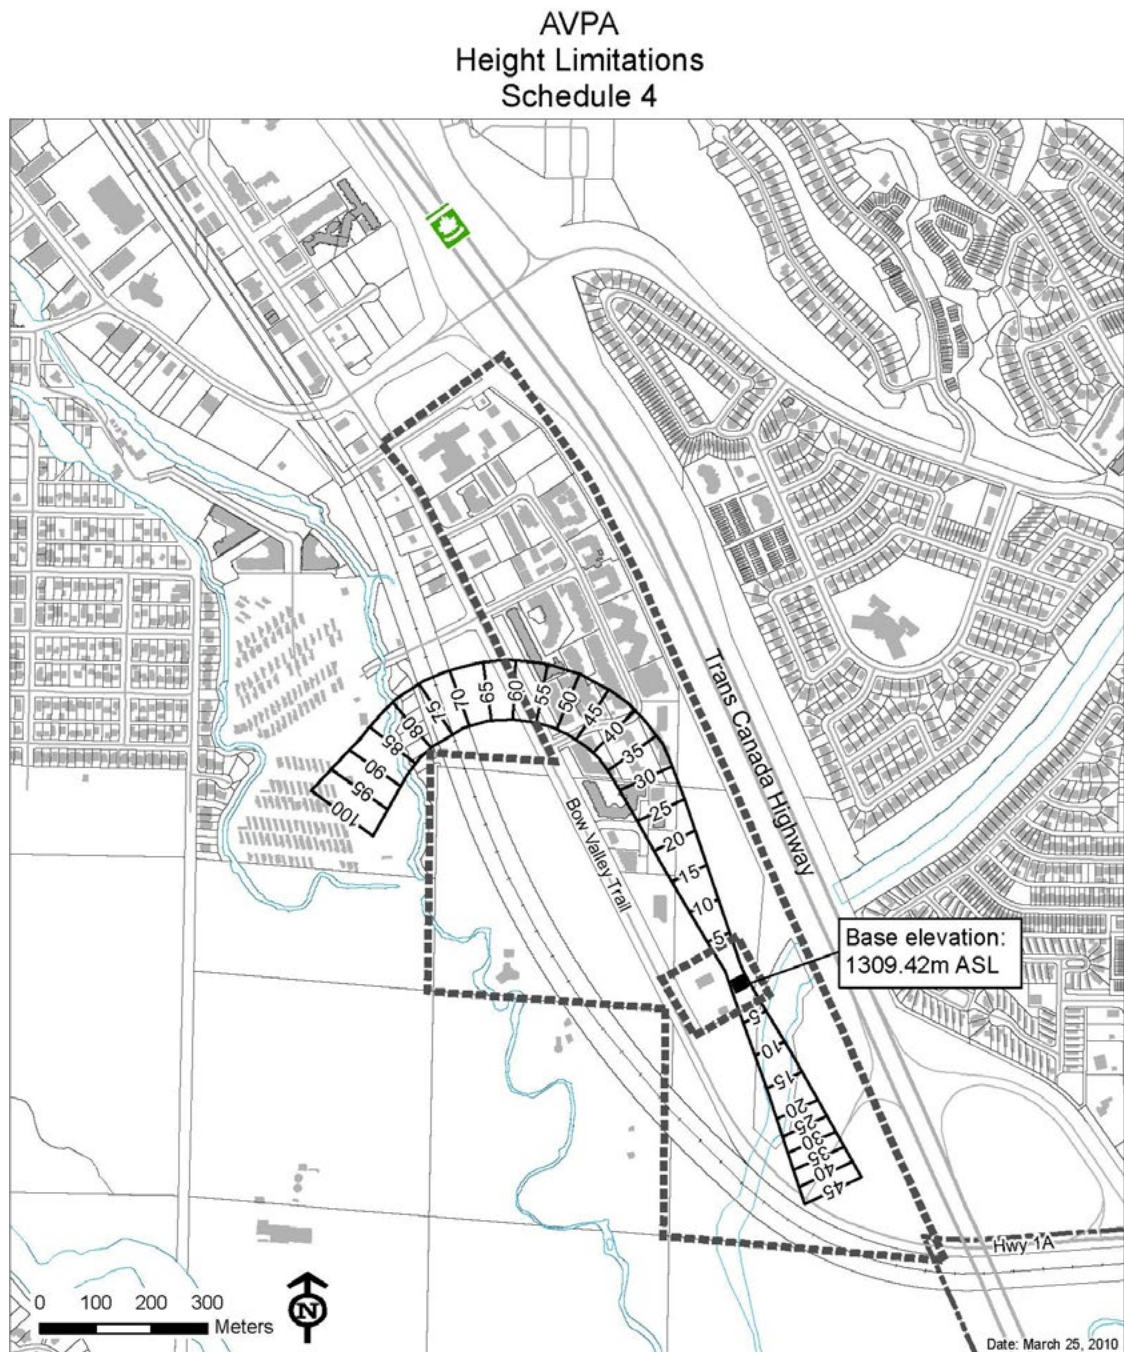 AVPA
Height Limitations
Schedule 4
Trans Canada Highway
65
60
55
70
50
75
45
80
40
85
35
90
30
95
25
100
20
Bow Valley Trail
15
10
5
Base elevation:
1309.42m ASL
5
10
15
20
25
30
35
40
45
Hwy 1A
0 100 200 300
Meters
N
Date: March 25, 2010